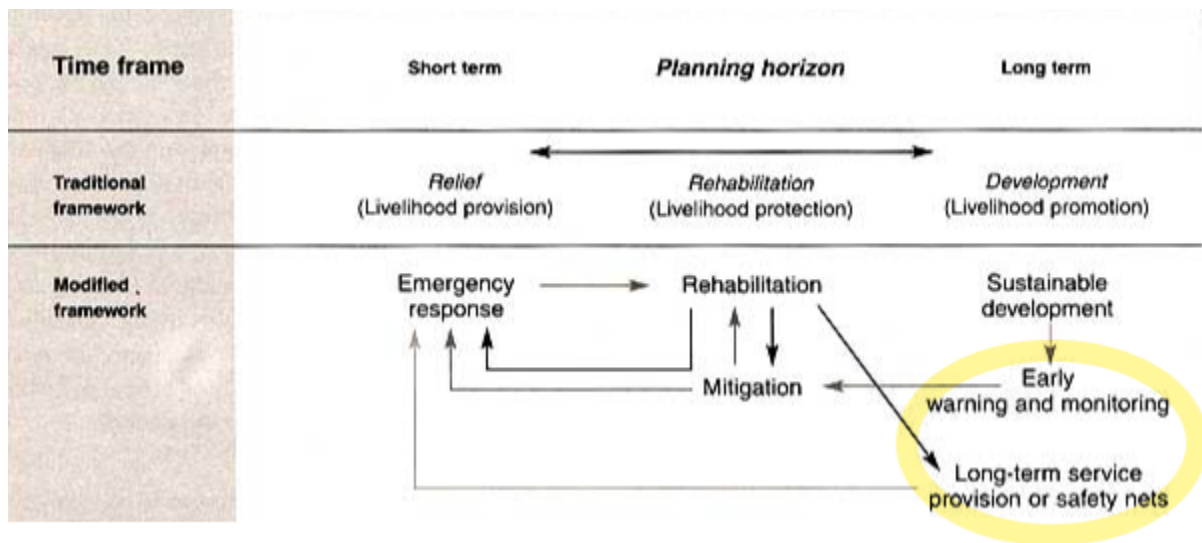 Time frame
Short term
Planning horizon
Long term
Traditional
framework
Relief
(Livelihood provision)
Rehabilitation
(Livelihood protection)
Development
(Livelihood promotion)
Modified
framework
Emergency
response
Rehabilitation
Sustainable
development
Mitigation
Early
warning and monitoring
Long-term service
provision or safety nets